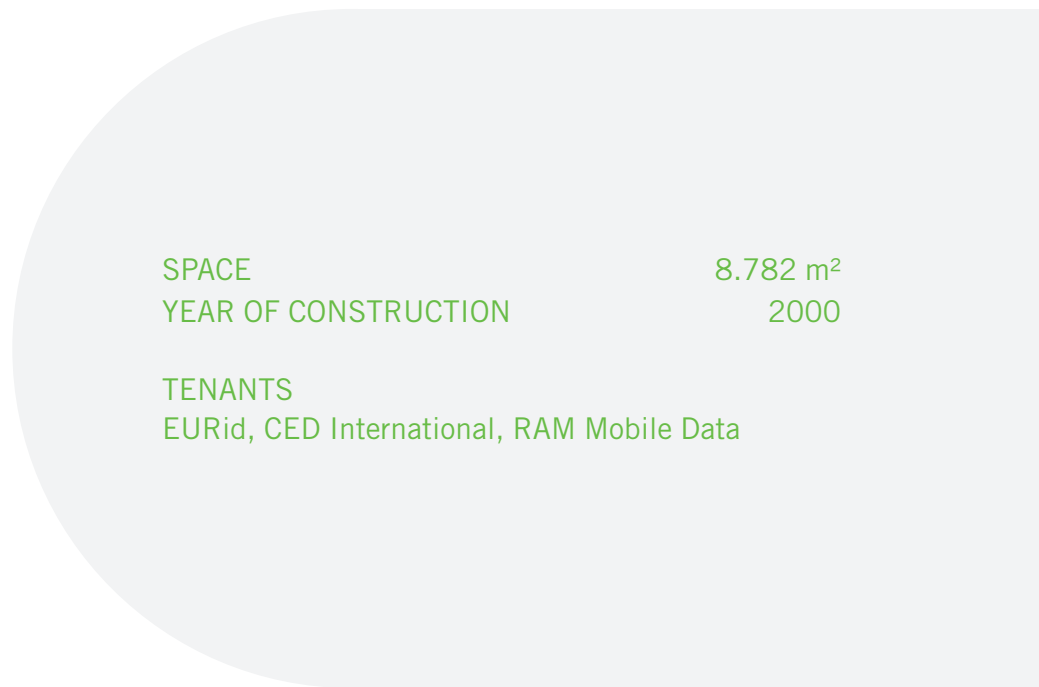 SPACE 8.782 m²
YEAR OF CONSTRUCTION 2000
TENANTS
EURid, CED International, RAM Mobile Data